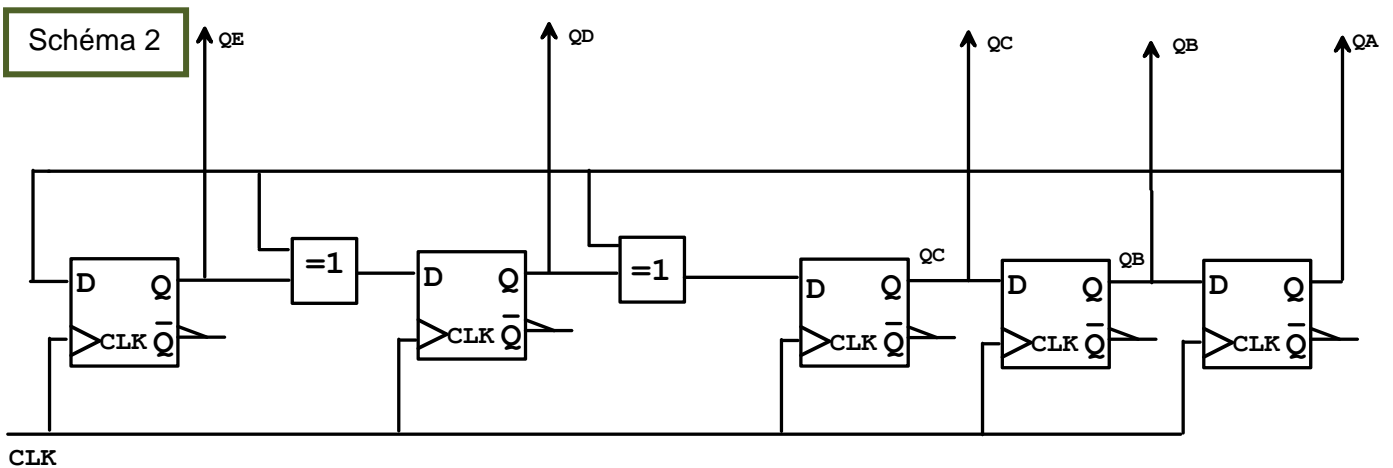 Schéma 2
QE
QD
QC
QB
QA
=1
=1
QC
QB
D Q
CLK Q̅
D Q
CLK Q̅
D Q
CLK Q̅
D Q
CLK Q̅
D Q
CLK Q̅
CLK